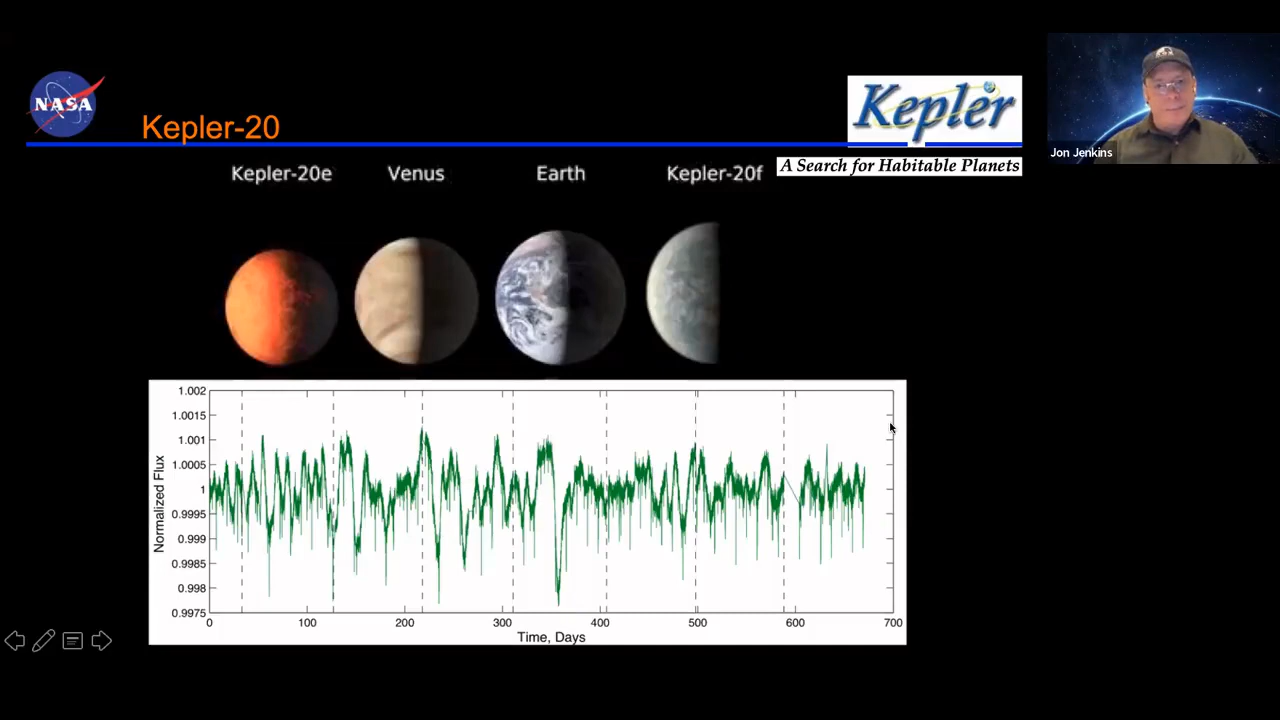 NASA
Kepler-20
Kepler
A Search for Habitable Planets
Jon Jenkins
Kepler-20e Venus Earth Kepler-20f
1.002
1.0015
1.001
1.0005
1
0.9995
0.999
0.9985
0.998
0.9975
Normalized Flux
0 100 200 300 400 500 600 700
Time, Days